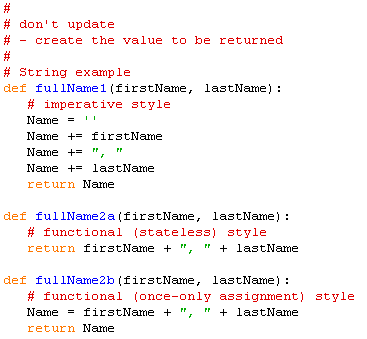 #
# don't update
# - create the value to be returned
#
# String example
def fullName1(firstName, lastName):
   # imperative style
   Name = ''
   Name += firstName
   Name += ", "
   Name += lastName
   return Name

def fullName2a(firstName, lastName):
   # functional (stateless) style
   return firstName + ", " + lastName

def fullName2b(firstName, lastName):
   # functional (once-only assignment) style
   Name = firstName + ", " + lastName
   return Name